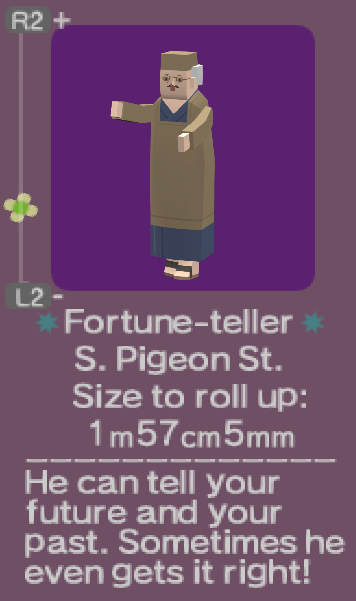 R2 +
L2 -
Fortune-teller
S. Pigeon St.
Size to roll up:
1m57cm5mm
He can tell your
future and your
past. Sometimes he
even gets it right!